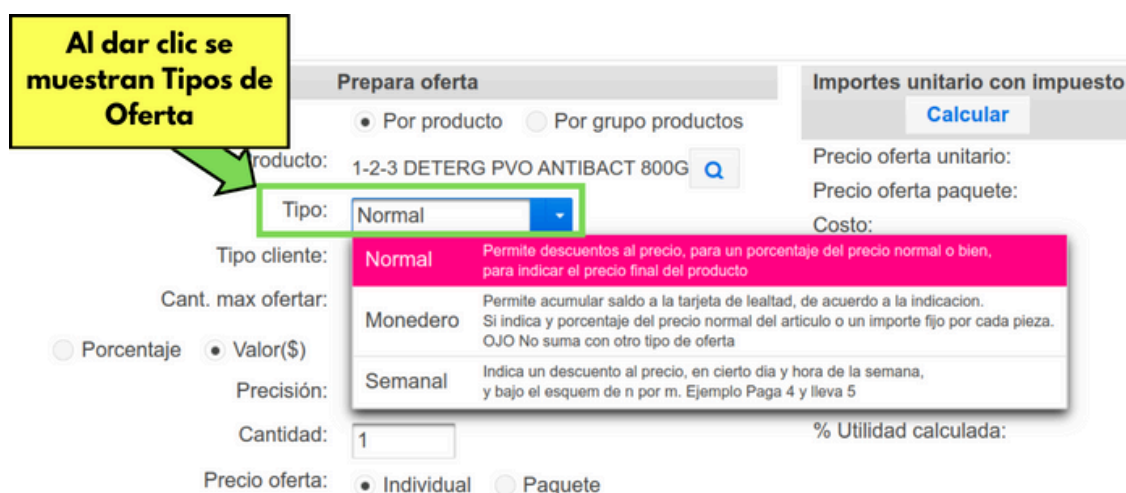 Al dar clic se
muestran Tipos de
Oferta
Prepara oferta
Por producto Por grupo productos
roducto: 1-2-3 DETERG PVO ANTIBACT 800G
Tipo: Normal
Tipo cliente:
Normal Permite descuentos al precio, para un porcentaje del precio normal o bien,
para indicar el precio final del producto
Cant. max ofertar:
Monedero Permite acumular saldo a la tarjeta de lealtad, de acuerdo a la indicacion.
Si indica y porcentaje del precio normal del articulo o un importe fijo por cada pieza.
OJO No suma con otro tipo de oferta
Porcentaje Valor($)
Semanal Indica un descuento al precio, en cierto dia y hora de la semana,
y bajo el esquem de n por m. Ejemplo Paga 4 y lleva 5
Precisión:
Cantidad: 1
Precio oferta: Individual Paquete
Importes unitario con impuesto
Calcular
Precio oferta unitario:
Precio oferta paquete:
Costo:
% Utilidad calculada: